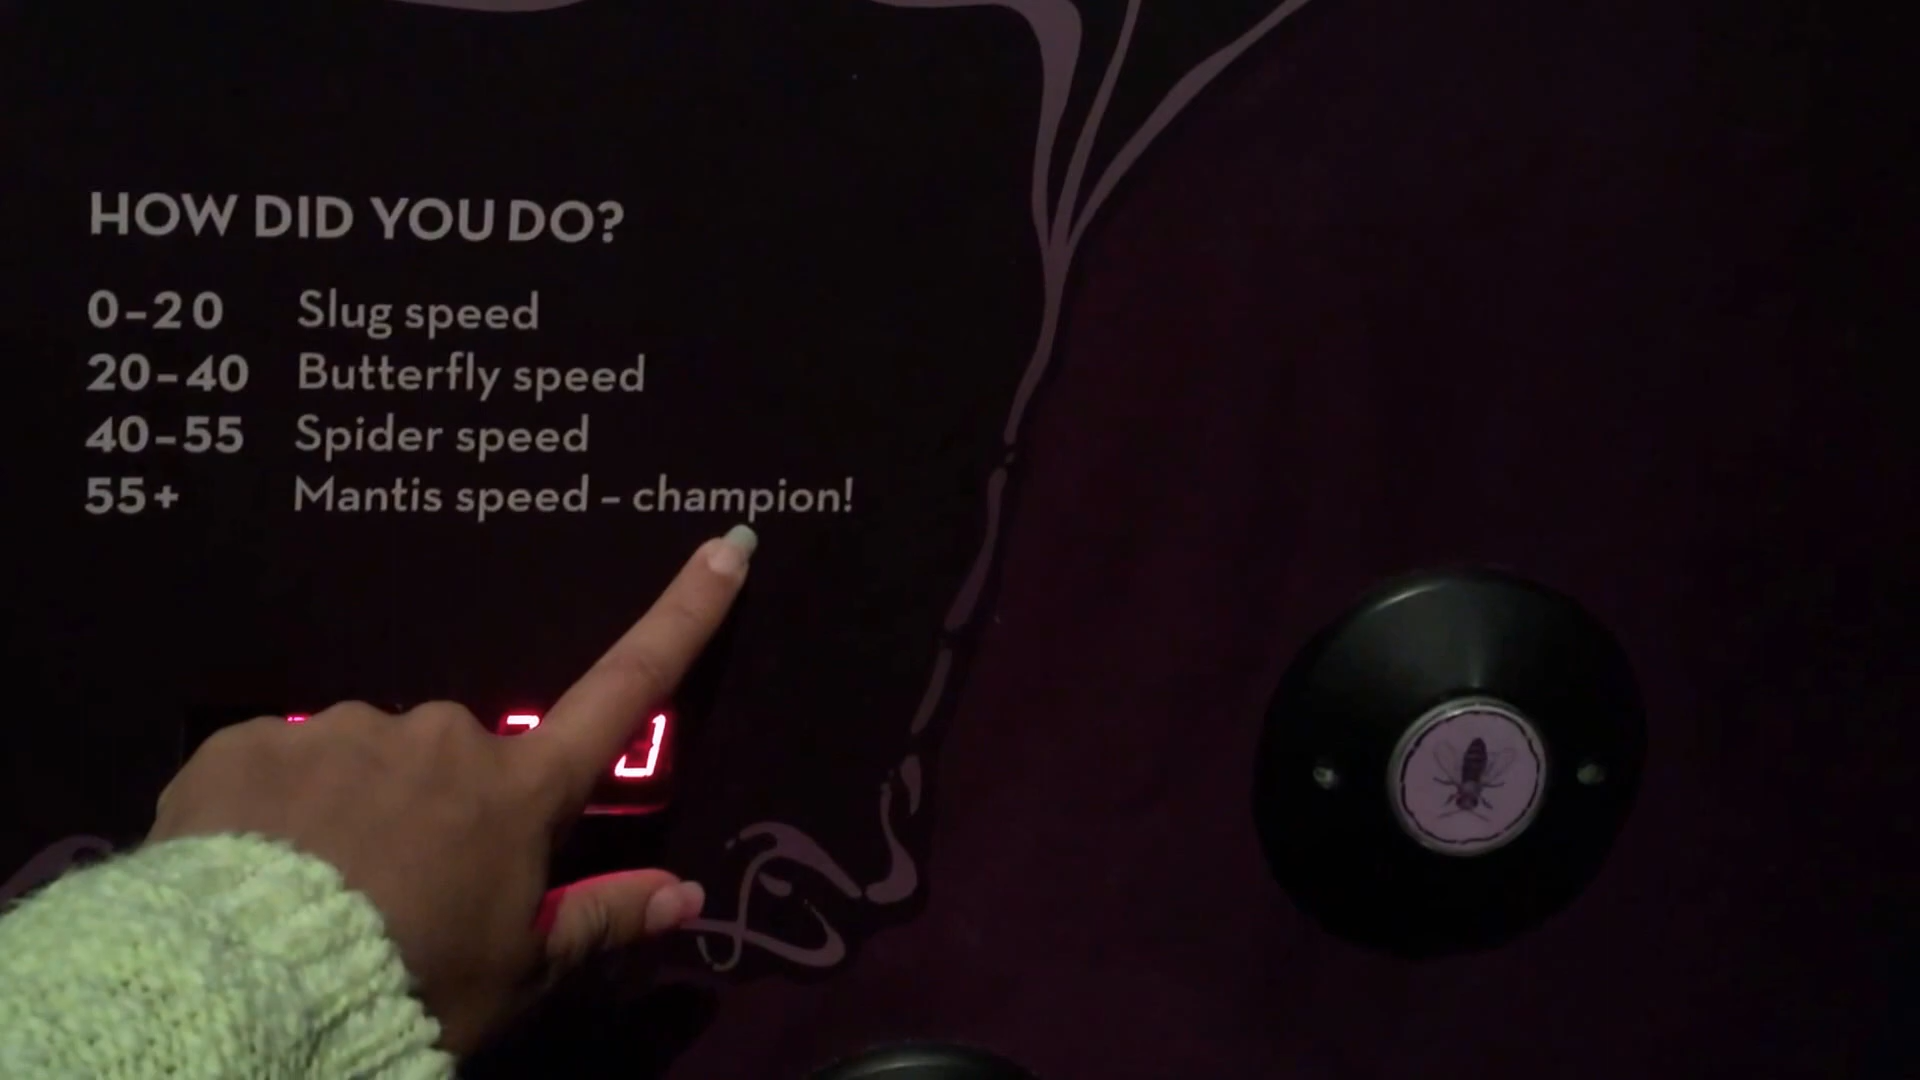 HOW DID YOU DO?
0-20 Slug speed
20-40 Butterfly speed
40-55 Spider speed
55+ Mantis speed – champion!